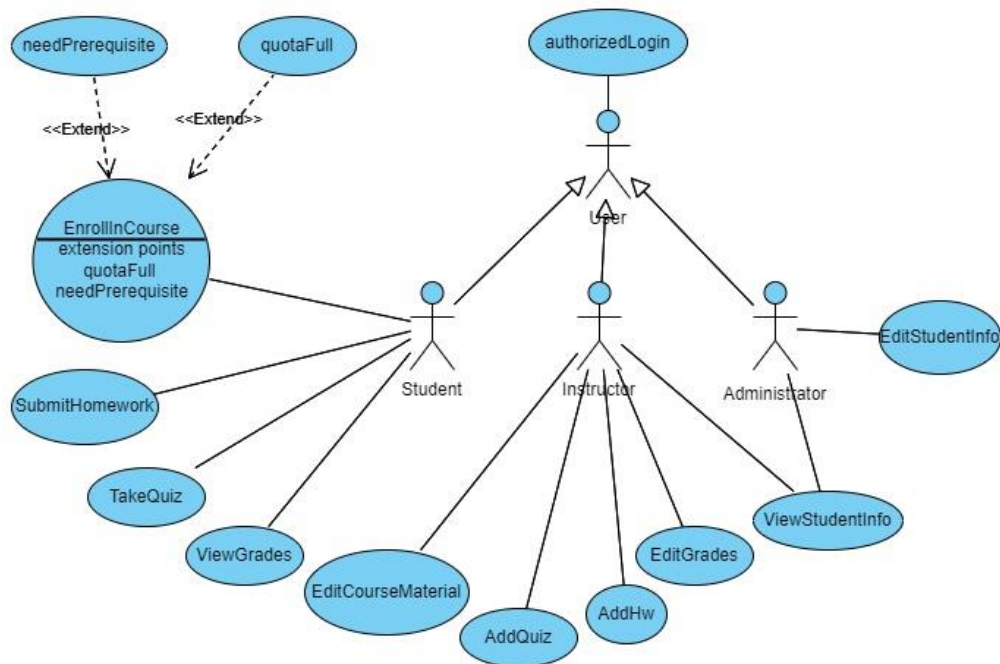 needPrerequisite
quotaFull
authorizedLogin
<<Extend>>
<<Extend>>
User
EnrollInCourse
extension points
quotaFull
needPrerequisite
Student
Instructor
Administrator
EditStudentInfo
SubmitHomework
TakeQuiz
ViewGrades
EditCourseMaterial
AddQuiz
AddHw
EditGrades
ViewStudentInfo